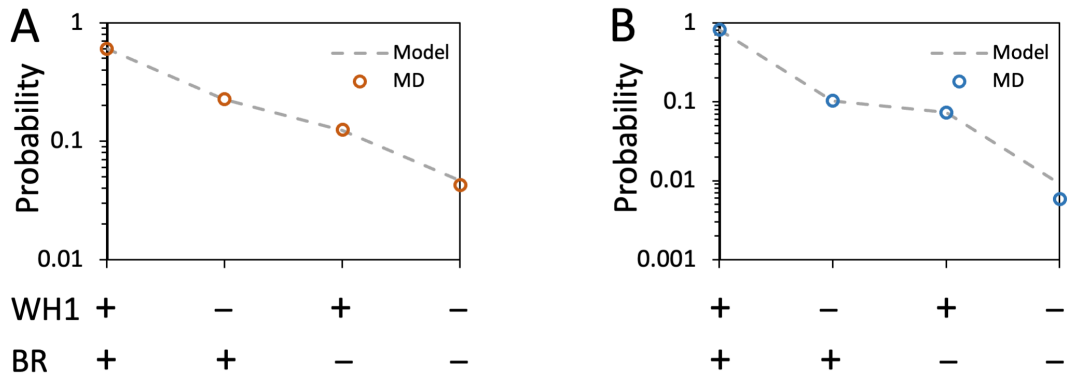 A
1
0.1
0.01
Probability
Model
MD
WH1 + – + –
BR + + – –
B
1
0.1
0.01
0.001
Probability
Model
MD
+ – + –
+ + – –